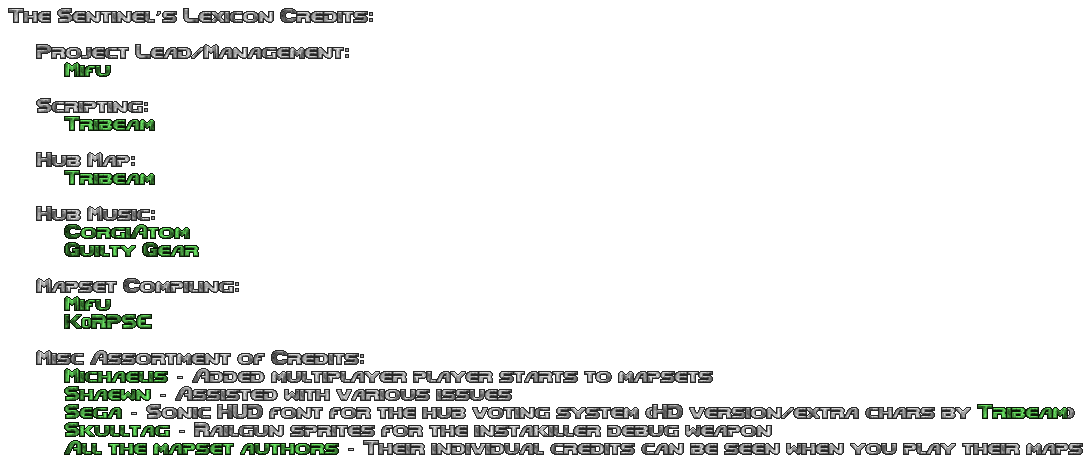 The Sentinel's Lexicon Credits:
Project Lead/Management:
Mifu
Scripting:
Tribeam
Hub Map:
Tribeam
Hub Music:
CorgiAtom
Guilty Gear
Mapset Compiling:
Mifu
KoRPSE
Misc Assortment of Credits:
Michaelis - Added multiplayer player starts to mapsets
Shaewn - Assisted with various issues
Sega - Sonic HUD font for the hub voting system (HD version/extra chars by Tribeam)
Skulltag - Railgun sprites for the instakiller debug weapon
All the mapset authors - Their individual credits can be seen when you play their maps